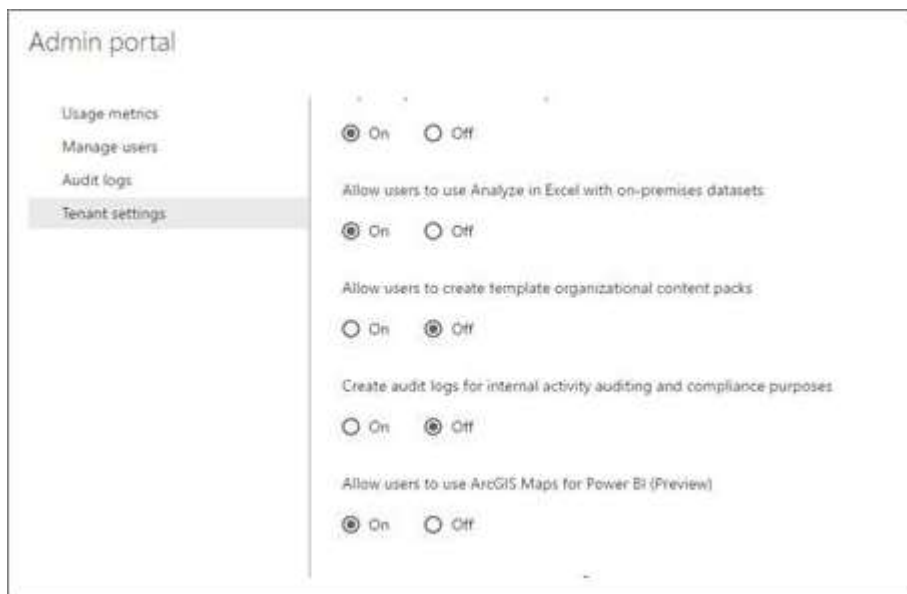 Admin portal
Usage metrics
Manage users
Audit logs
Tenant settings
On Off
Allow users to use Analyze in Excel with on-premises datasets
On Off
Allow users to create template organizational content packs
On Off
Create audit logs for internal activity auditing and compliance purposes
On Off
Allow users to use ArcGIS Maps for Power BI (Preview)
On Off